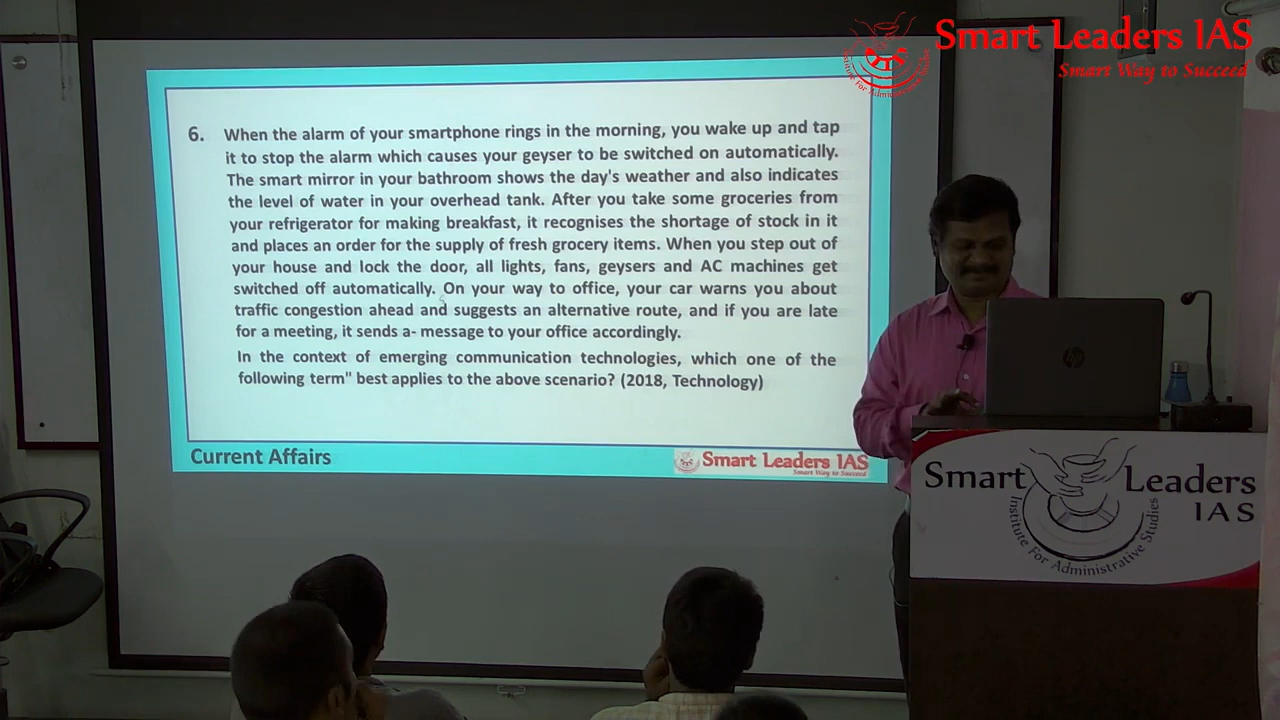 Smart Leaders IAS
Smart Way to Succeed
6. When the alarm of your smartphone rings in the morning, you wake up and tap
it to stop the alarm which causes your geyser to be switched on automatically.
The smart mirror in your bathroom shows the day's weather and also indicates
the level of water in your overhead tank. After you take some groceries from
your refrigerator for making breakfast, it recognises the shortage of stock in it
and places an order for the supply of fresh grocery items. When you step out of
your house and lock the door, all lights, fans, geysers and AC machines get
switched off automatically. On your way to office, your car warns you about
traffic congestion ahead and suggests an alternative route, and if you are late
for a meeting, it sends a- message to your office accordingly.
In the context of emerging communication technologies, which one of the
following term" best applies to the above scenario? (2018, Technology)
Current Affairs
Smart Leaders IAS
Smart Way to Succeed
hp
Smart Leaders
IAS
Institute For Administrative Studies